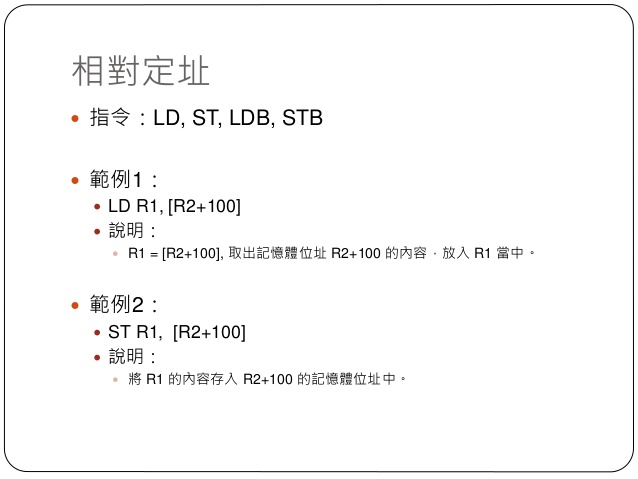 相對定址
指令：LD, ST, LDB, STB
範例1：
LD R1, [R2+100]
說明：
R1 = [R2+100], 取出記憶體位址 R2+100 的內容，放入 R1 當中。
範例2：
ST R1,  [R2+100]
說明：
將 R1 的內容存入 R2+100 的記憶體位址中。